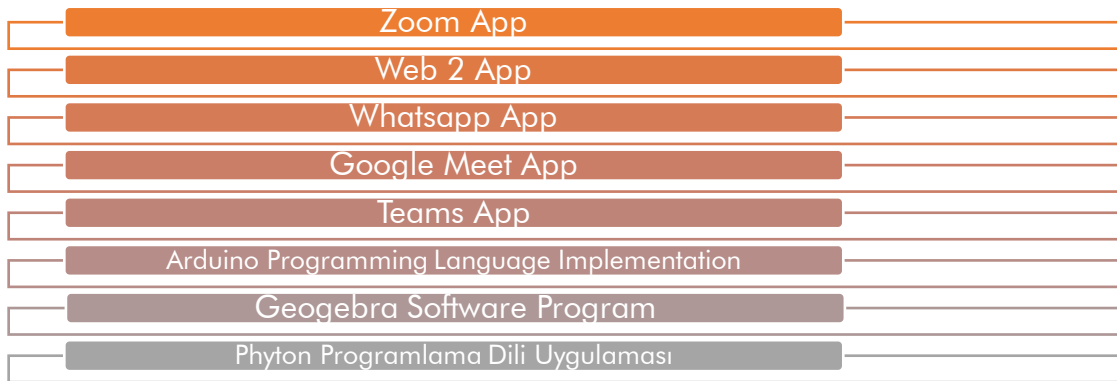 Zoom App
Web 2 App
Whatsapp App
Google Meet App
Teams App
Arduino Programming Language Implementation
Geogebra Software Program
Phyton Programlama Dili Uygulaması